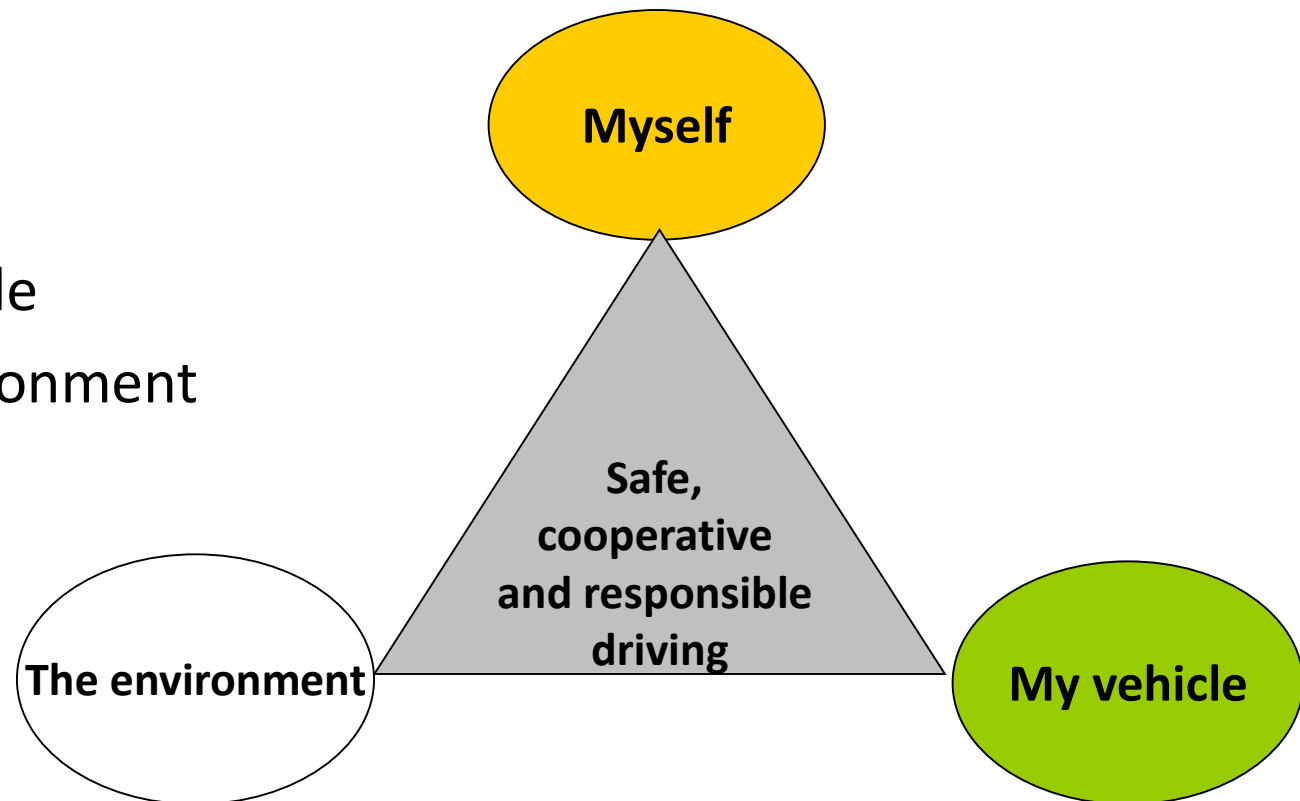 Myself
le
onment
Safe,
cooperative
and responsible
driving
The environment
My vehicle